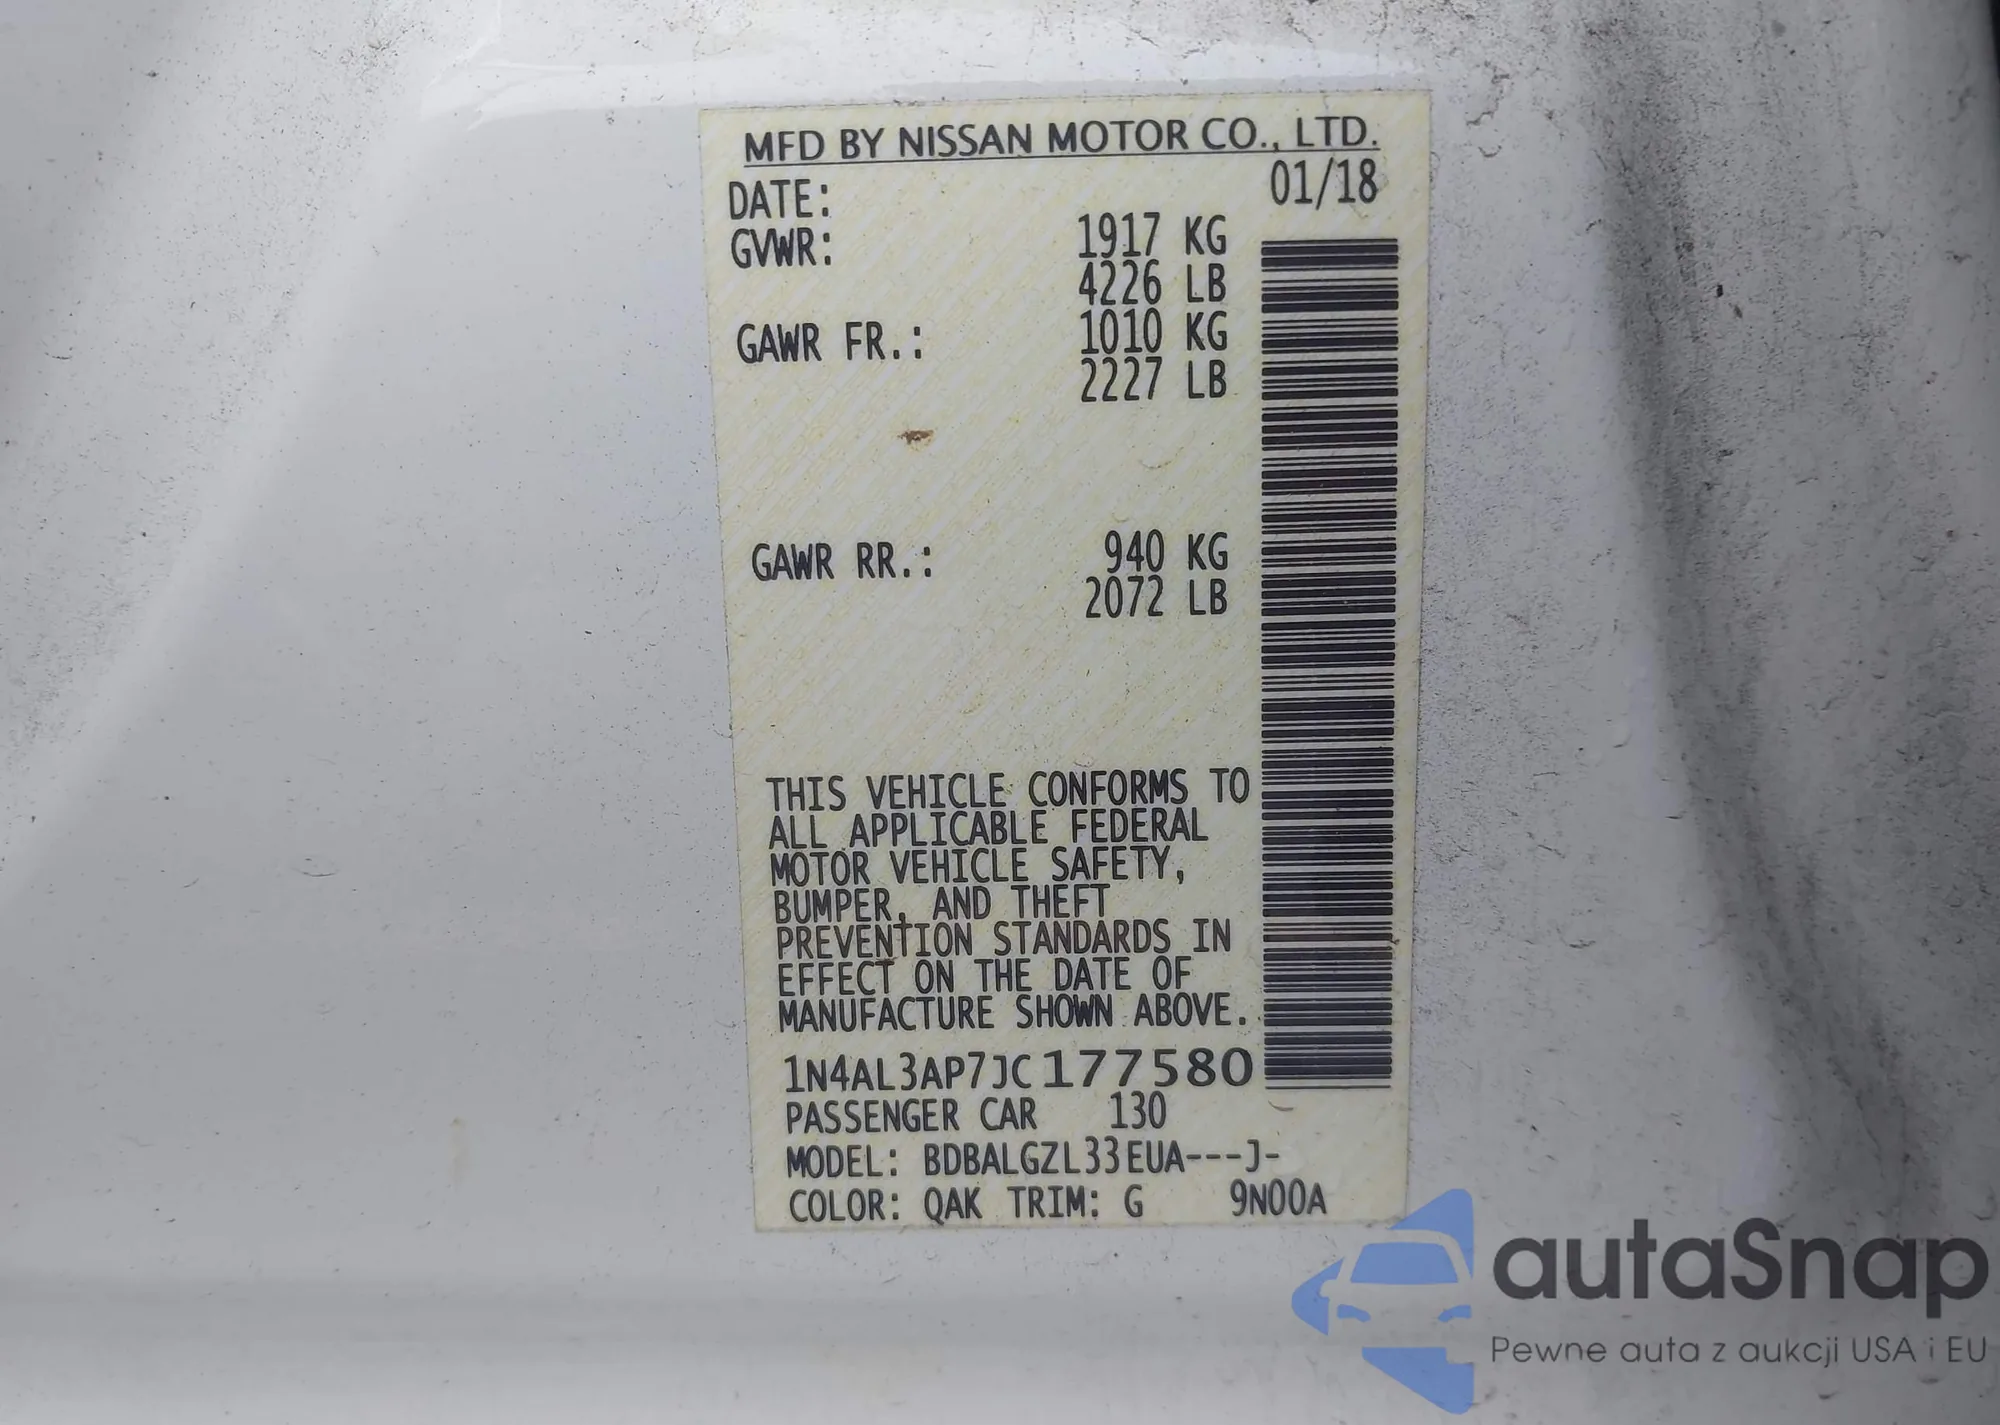 MFD BY NISSAN MOTOR CO., LTD.
DATE: 01/18
GVWR: 1917 KG
4226 LB
GAWR FR.: 1010 KG
2227 LB
GAWR RR.: 940 KG
2072 LB
THIS VEHICLE CONFORMS TO
ALL APPLICABLE FEDERAL
MOTOR VEHICLE SAFETY,
BUMPER, AND THEFT
PREVENTION STANDARDS IN
EFFECT ON THE DATE OF
MANUFACTURE SHOWN ABOVE.
1N4AL3AP7JC177580
PASSENGER CAR 130
MODEL: BDBALGZL33EUA---J-
COLOR: QAK TRIM: G 9N00A
autaSnap
Pewne auta z aukcji USA i EU